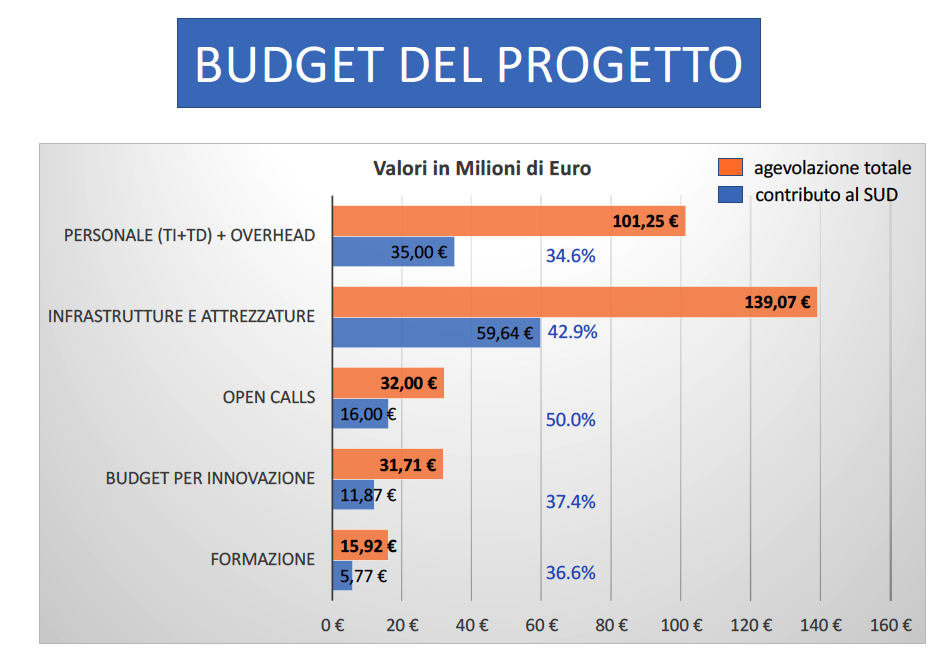 BUDGET DEL PROGETTO
Valori in Milioni di Euro
agevolazione totale
contributo al SUD
PERSONALE (TI+TD) + OVERHEAD
101,25 €
35,00 €
34.6%
INFRASTRUTTURE E ATTREZZATURE
139,07 €
59,64 €
42.9%
OPEN CALLS
32,00 €
16,00 €
50.0%
BUDGET PER INNOVAZIONE
31,71 €
11,87 €
37.4%
FORMAZIONE
15,92 €
5,77 €
36.6%
0 € 20 € 40 € 60 € 80 € 100 € 120 € 140 € 160 €